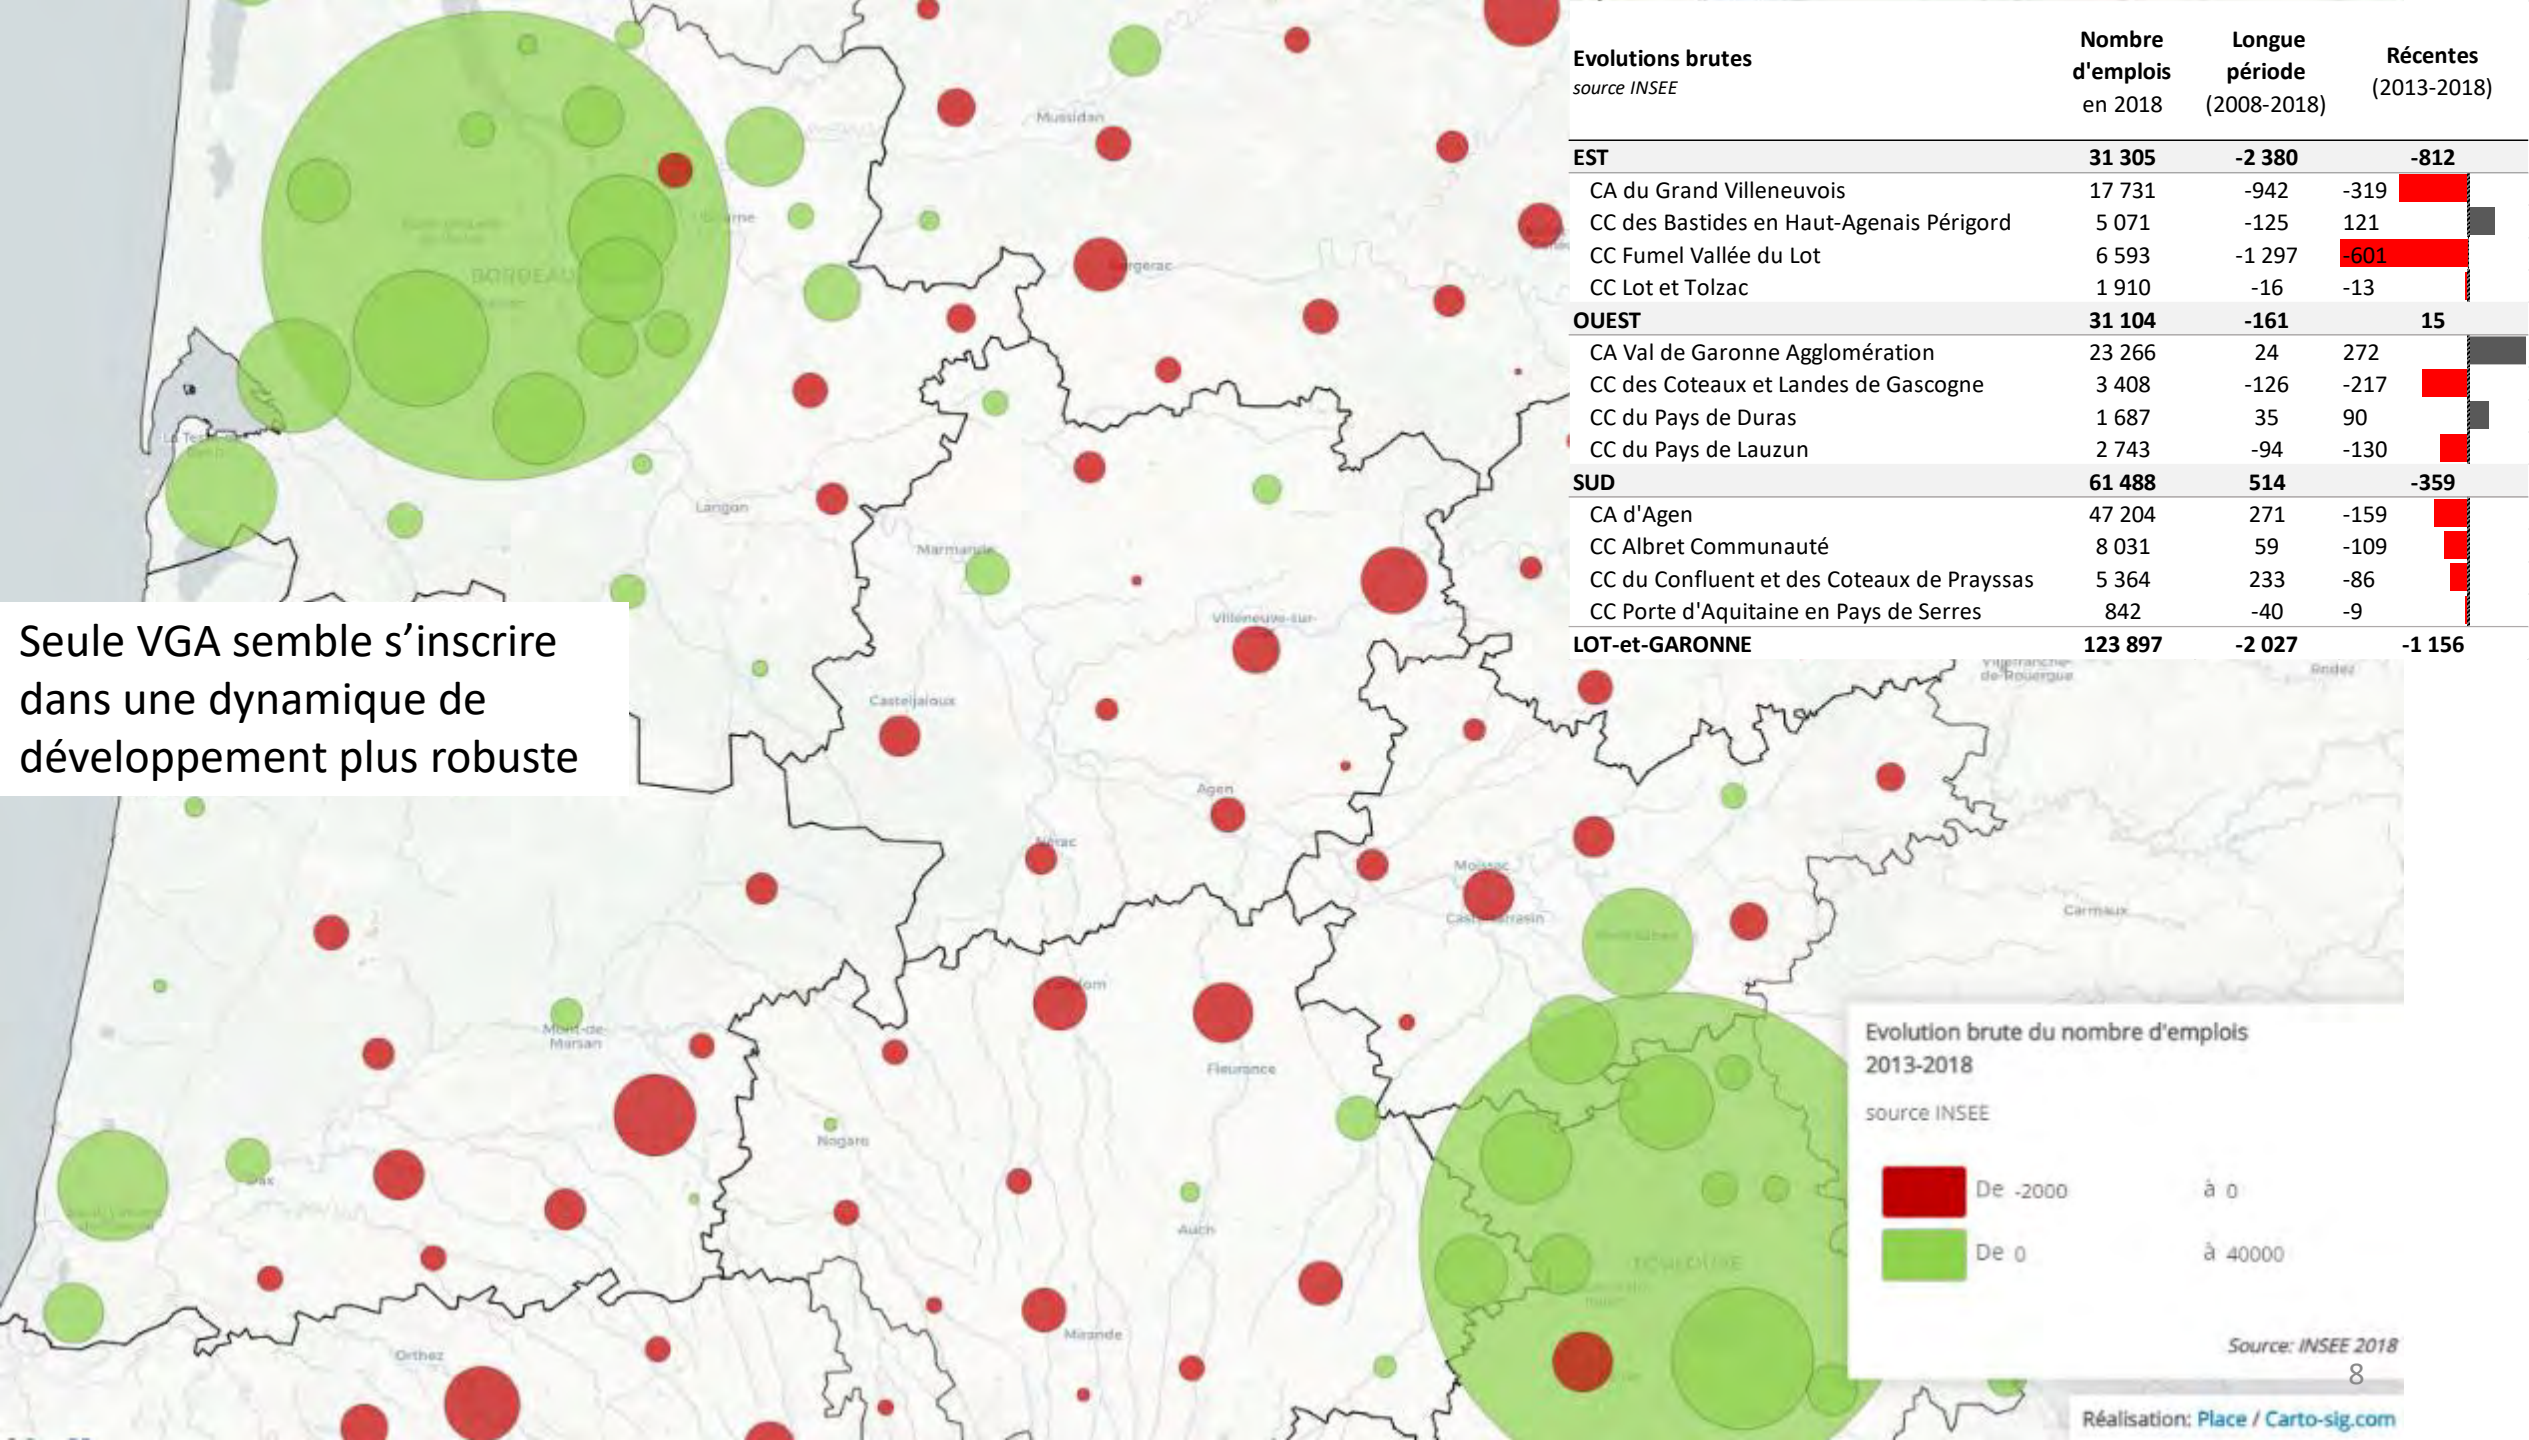 Evolutions brutes
source INSEE
Nombre d'emplois en 2018
Longue période (2008-2018)
Récentes (2013-2018)
EST 31 305 -2 380 -812
CA du Grand Villeneuvois 17 731 -942 -319
CC des Bastides en Haut-Agenais Périgord 5 071 -125 121
CC Fumel Vallée du Lot 6 593 -1 297 -601
CC Lot et Tolzac 1 910 -16 -13
OUEST 31 104 -161 15
CA Val de Garonne Agglomération 23 266 24 272
CC des Coteaux et Landes de Gascogne 3 408 -126 -217
CC du Pays de Duras 1 687 35 90
CC du Pays de Lauzun 2 743 -94 -130
SUD 61 488 514 -359
CA d'Agen 47 204 271 -159
CC Albret Communauté 8 031 59 -109
CC du Confluent et des Coteaux de Prayssas 5 364 233 -86
CC Porte d'Aquitaine en Pays de Serres 842 -40 -9
LOT-et-GARONNE 123 897 -2 027 -1 156
Mussidan
BORDEAU
Langon
Marmande
Villeneuve-sur-
Seule VGA semble s'inscrire
dans une dynamique de
développement plus robuste
Villefranche-
de-Rouergue
Rodez
Casteljaloux
Agen
Nérac
Moissac
Castelsarrasin
Carmaux
Mont-de-
Marsan
Fleurance
Nogaro
Dax
Auch
TOULOUSE
Mirande
Orthez
Evolution brute du nombre d'emplois
2013-2018
source INSEE
De -2000 à 0
De 0 à 40000
Source: INSEE 2018
8
Réalisation: Place / Carto-sig.com